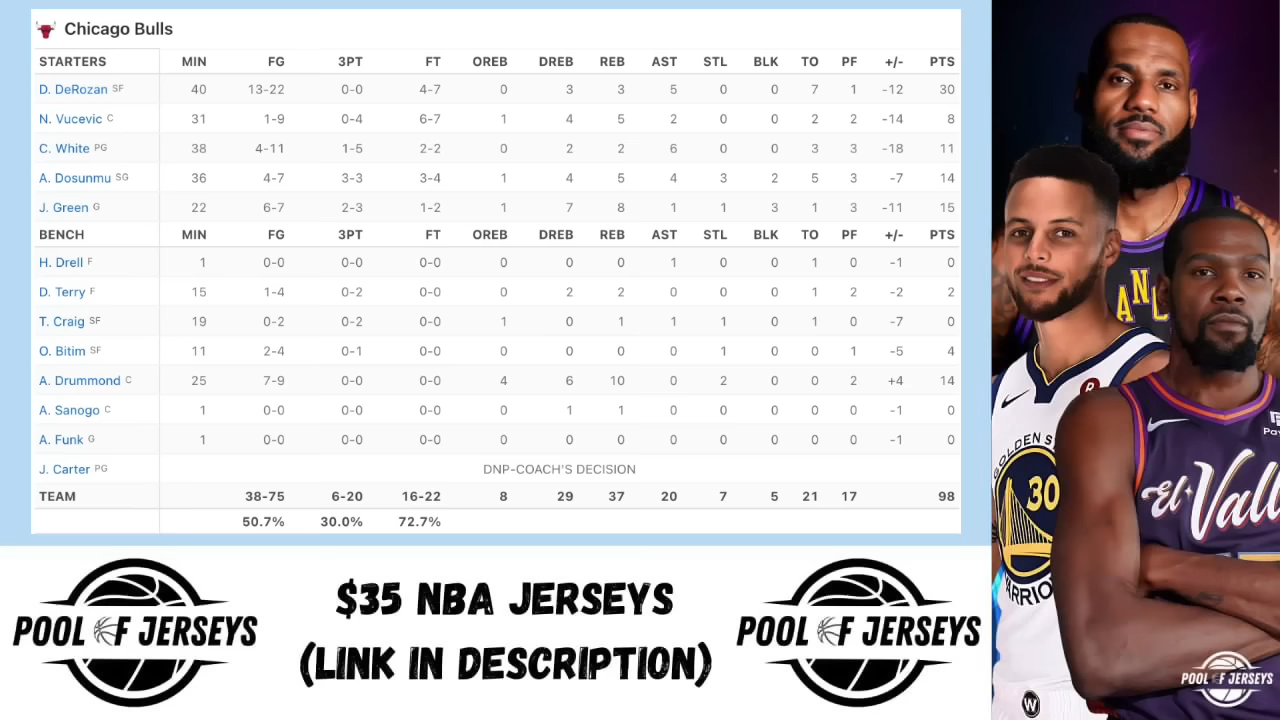 Chicago Bulls
STARTERS MIN FG 3PT FT OREB DREB REB AST STL BLK TO PF +/- PTS
D. DeRozan SF 40 13-22 0-0 4-7 0 3 3 5 0 0 7 1 -12 30
N. Vucevic C 31 1-9 0-4 6-7 1 4 5 2 0 0 2 2 -14 8
C. White PG 38 4-11 1-5 2-2 0 2 2 6 0 0 3 3 -18 11
A. Dosunmu SG 36 4-7 3-3 3-4 1 4 5 4 3 2 5 3 -7 14
J. Green G 22 6-7 2-3 1-2 1 7 8 1 1 3 1 3 -11 15
BENCH MIN FG 3PT FT OREB DREB REB AST STL BLK TO PF +/- PTS
H. Drell F 1 0-0 0-0 0-0 0 0 0 1 0 0 1 0 -1 0
D. Terry F 15 1-4 0-2 0-0 0 2 2 0 0 0 1 2 -2 2
T. Craig SF 19 0-2 0-2 0-0 1 0 1 1 1 0 1 0 -7 0
O. Bitim SF 11 2-4 0-1 0-0 0 0 0 0 1 0 0 1 -5 4
A. Drummond C 25 7-9 0-0 0-0 4 6 10 0 2 0 0 2 +4 14
A. Sanogo C 1 0-0 0-0 0-0 0 1 1 0 0 0 0 0 -1 0
A. Funk G 1 0-0 0-0 0-0 0 0 0 0 0 0 0 0 -1 0
J. Carter PG DNP-COACH'S DECISION
TEAM 38-75 6-20 16-22 8 29 37 20 7 5 21 17 98
50.7% 30.0% 72.7%
POOL OF JERSEYS
$35 NBA JERSEYS
(LINK IN DESCRIPTION)
POOL OF JERSEYS
ANG
R
GOLDEN S
30
ARRIO
W
Pay
El Vall
POOL OF JERSEYS